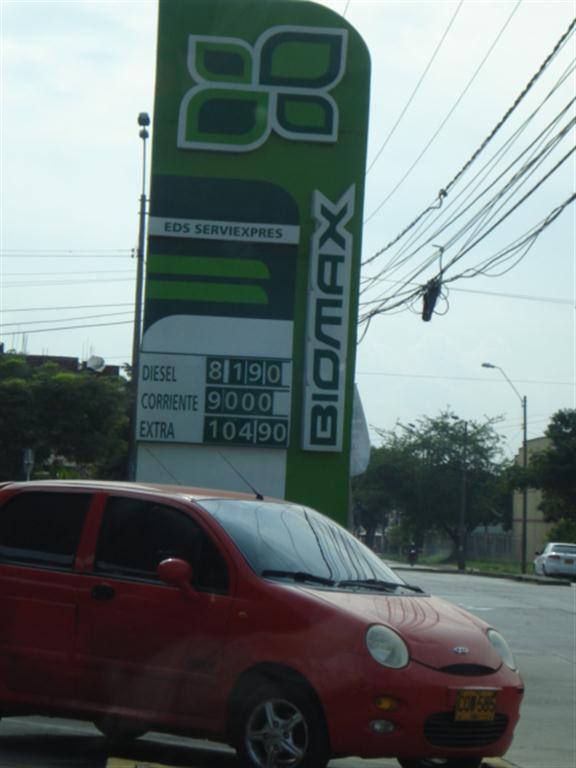 EDS SERVIEXPRES
BIOMAX
DIESEL 8190
CORRIENTE 9000
EXTRA 10490